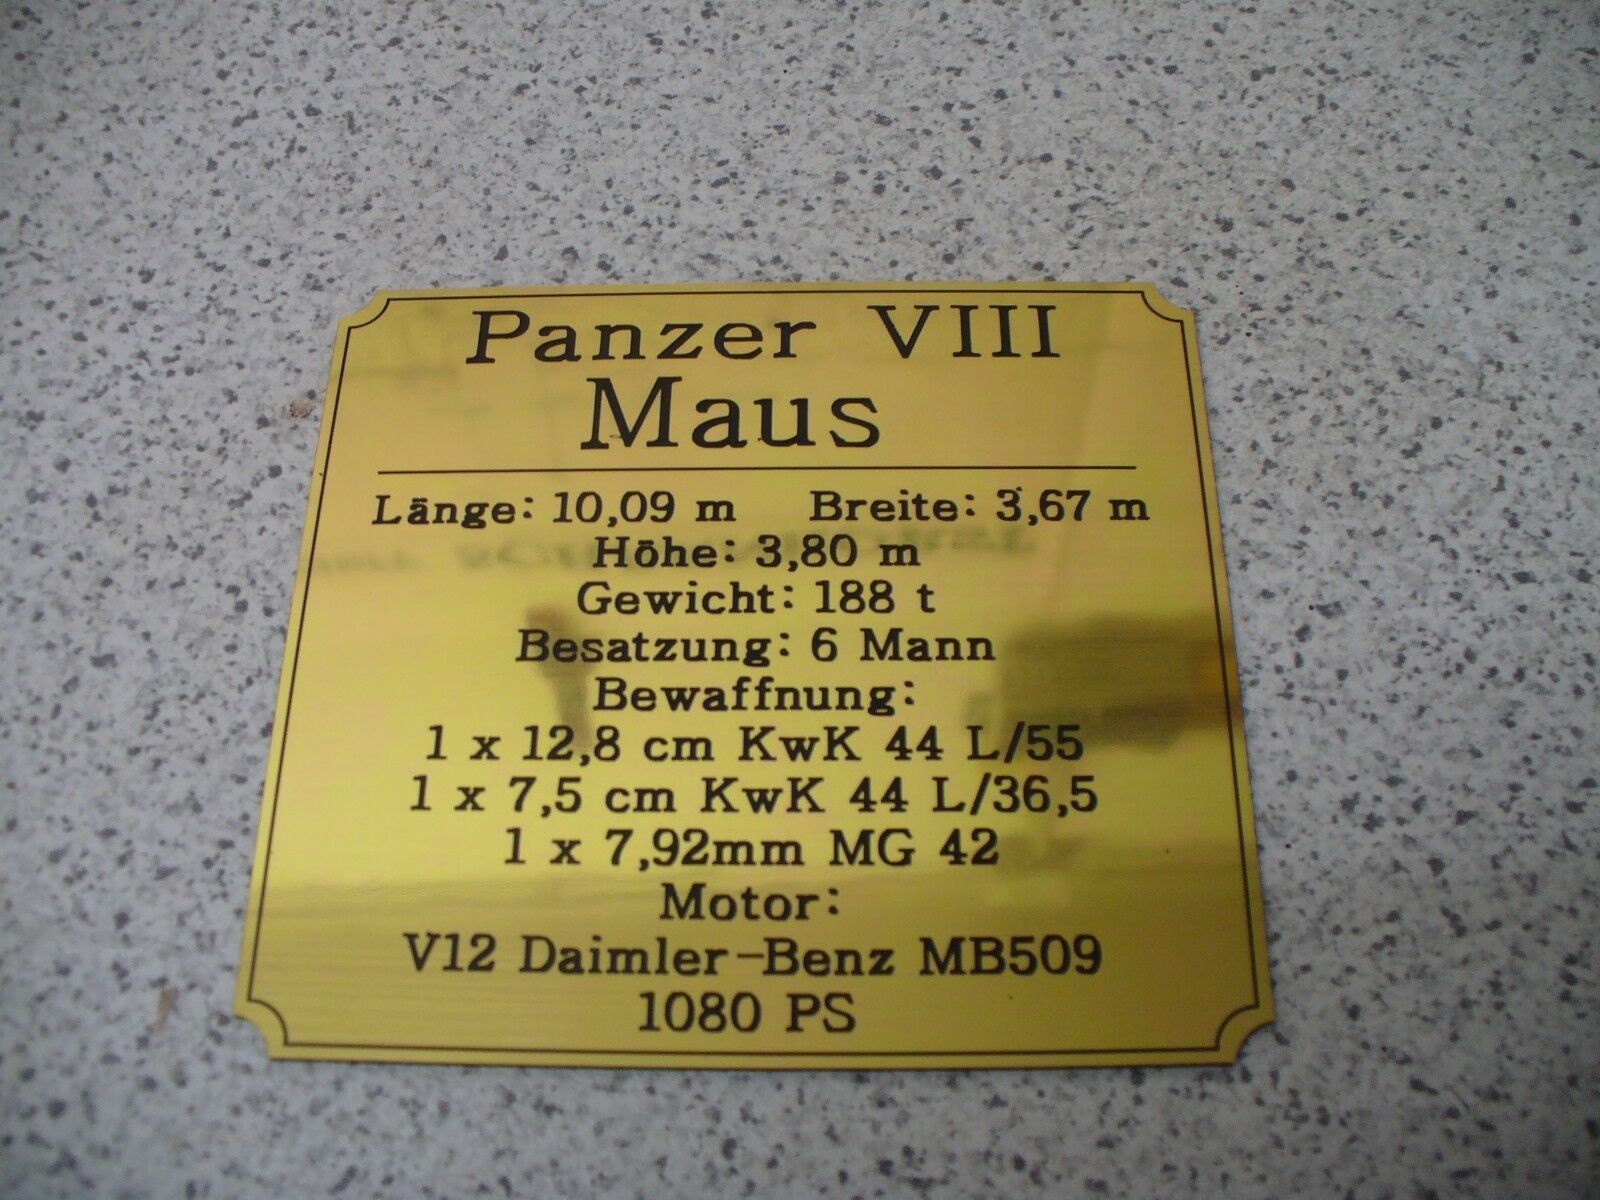 Panzer VIII
Maus
Länge: 10,09 m Breite: 3,67 m
Höhe: 3,80 m
Gewicht: 188 t
Besatzung: 6 Mann
Bewaffnung:
1 x 12,8 cm KwK 44 L/55
1 x 7,5 cm KwK 44 L/36,5
1 x 7,92mm MG 42
Motor:
V12 Daimler-Benz MB509
1080 PS